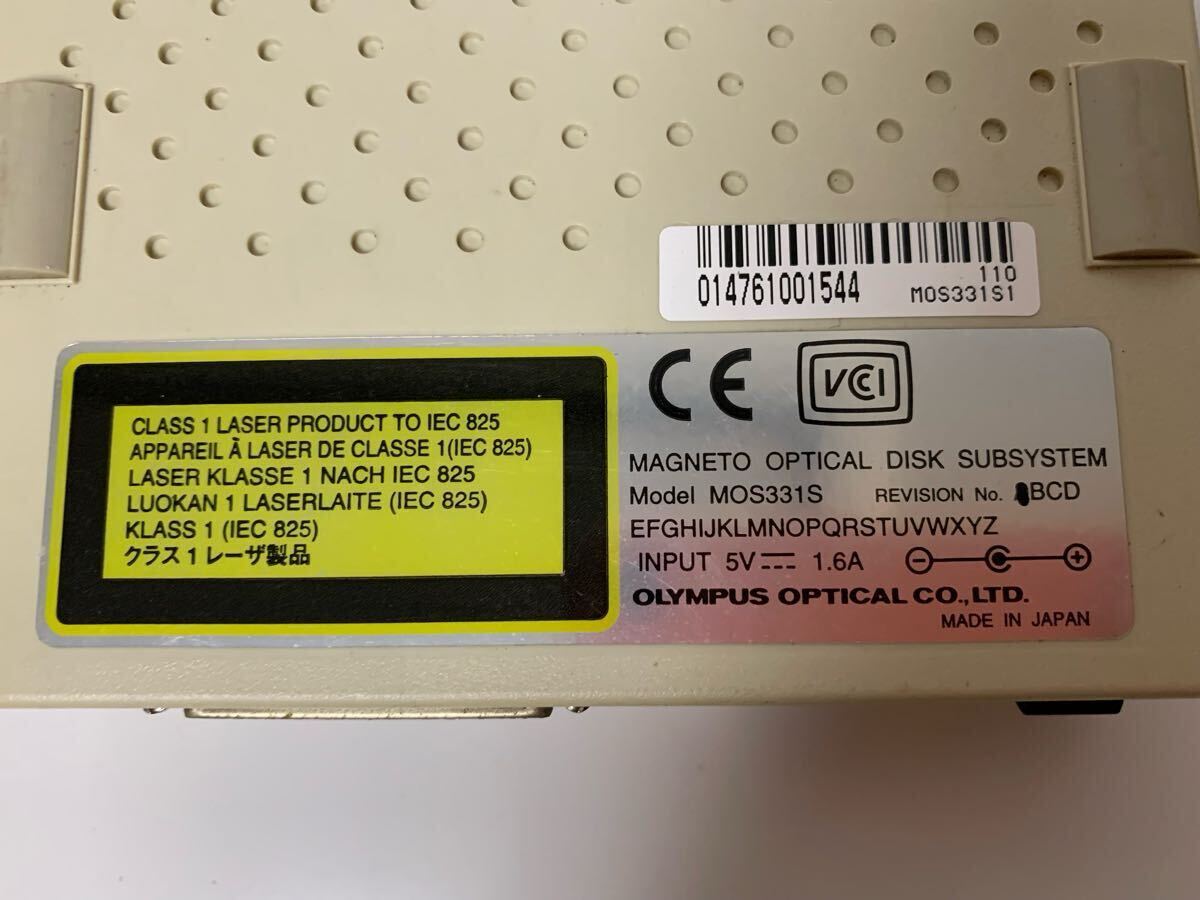 014761001544
110
MOS331S1
CLASS 1 LASER PRODUCT TO IEC 825
APPAREIL À LASER DE CLASSE 1(IEC 825)
LASER KLASSE 1 NACH IEC 825
LUOKAN 1 LASERLAITE (IEC 825)
KLASS 1 (IEC 825)
クラス1レーザ製品
CE
VCCI
MAGNETO OPTICAL DISK SUBSYSTEM
Model MOS331S REVISION No. BCD
EFGHIJKLMNOPQRSTUVWXYZ
INPUT 5V⎓ 1.6A
OLYMPUS OPTICAL CO.,LTD.
MADE IN JAPAN